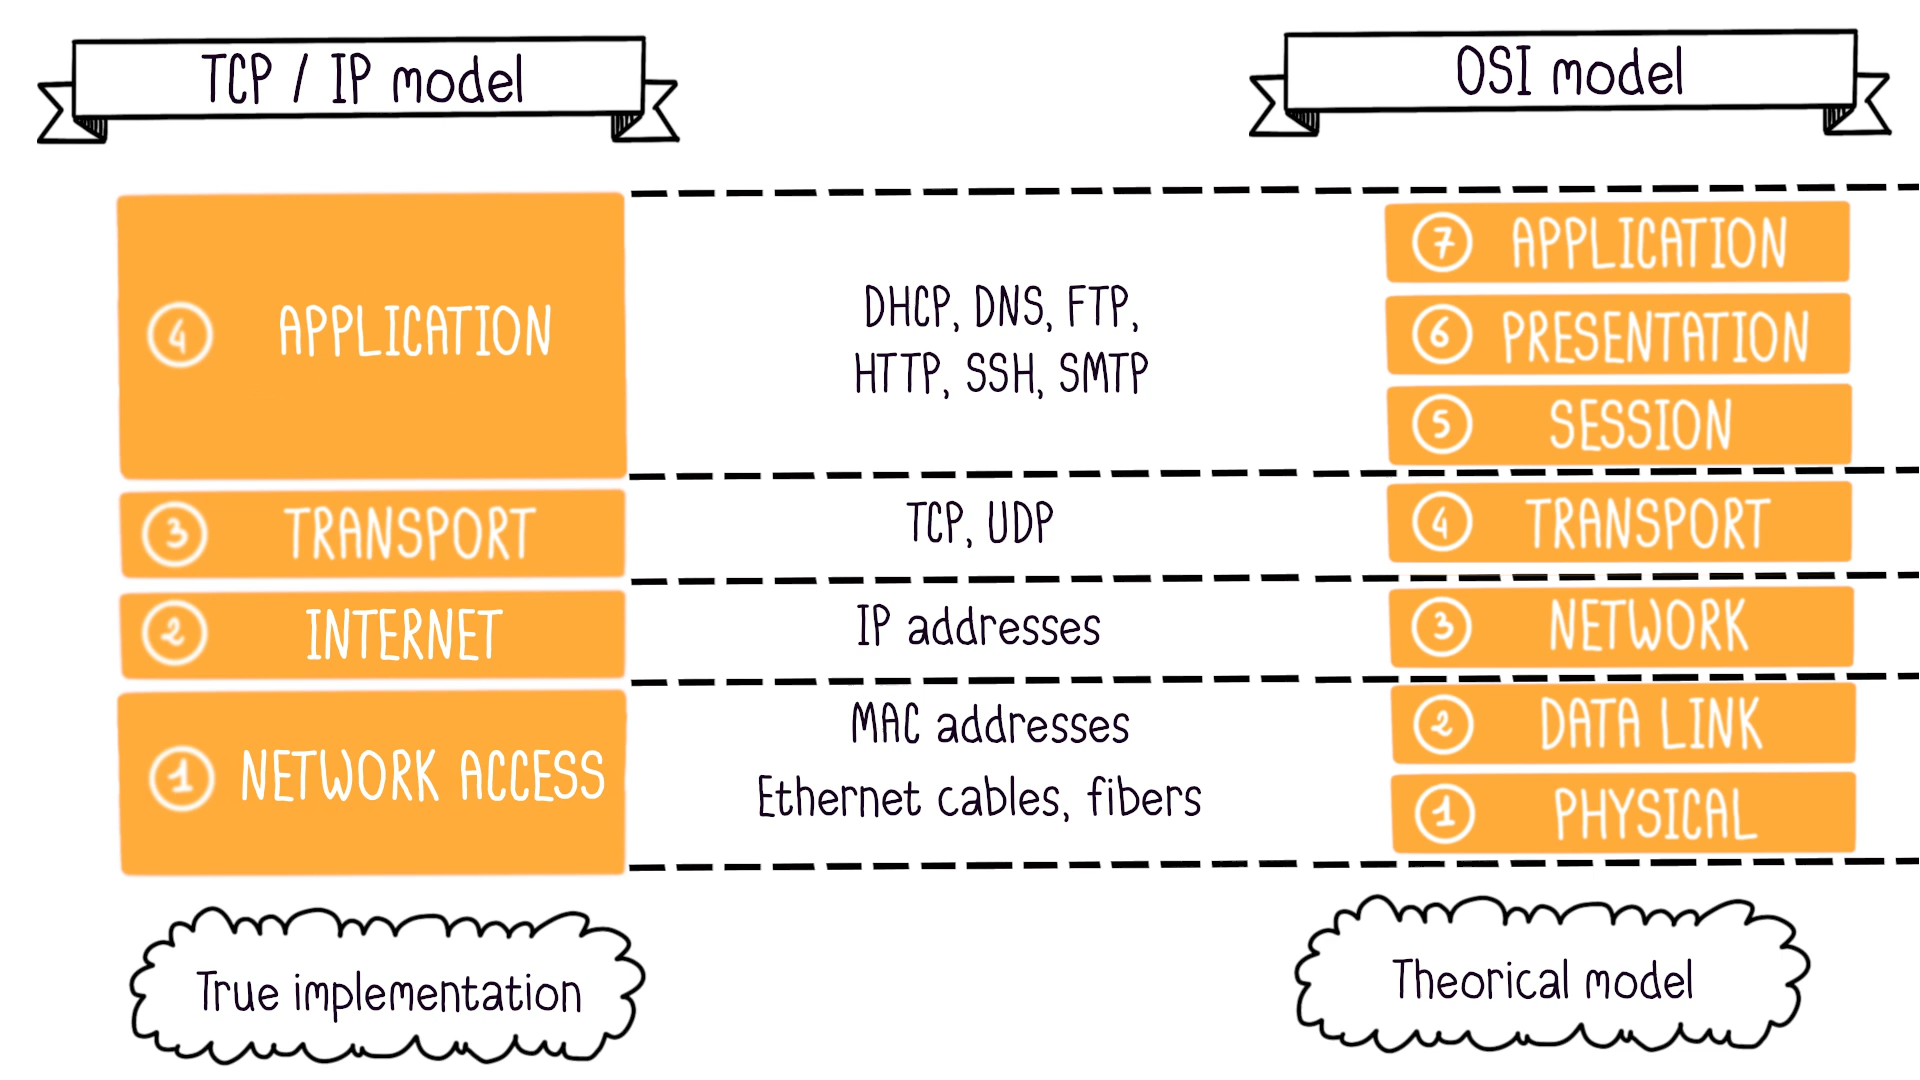 TCP / IP model
OSI model
4 APPLICATION
DHCP, DNS, FTP,
HTTP, SSH, SMTP
7 APPLICATION
6 PRESENTATION
5 SESSION
3 TRANSPORT
TCP, UDP
4 TRANSPORT
2 INTERNET
IP addresses
3 NETWORK
1 NETWORK ACCESS
MAC addresses
Ethernet cables, fibers
2 DATA LINK
1 PHYSICAL
True implementation
Theorical model